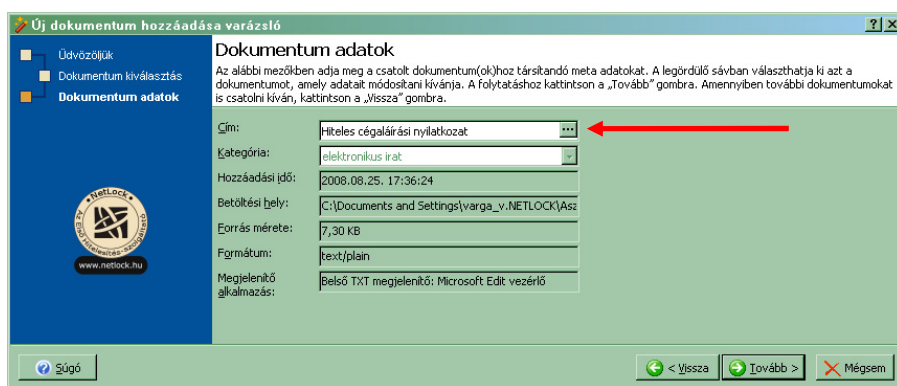 Új dokumentum hozzáadása varázsló
Üdvözöljük
Dokumentum kiválasztás
Dokumentum adatok
Dokumentum adatok
Az alábbi mezőkben adja meg a csatolt dokumentum(ok)hoz társítandó meta adatokat. A legördülő sávban választhatja ki azt a
dokumentumot, amely adatait módosítani kívánja. A folytatáshoz kattintson a „Tovább" gombra. Amennyiben további dokumentumokat
is csatolni kíván, kattintson a „Vissza" gombra.
Cím: Hiteles cégaláírási nyilatkozat ...
Kategória: elektronikus irat
Hozzáadási idő: 2008.08.25. 17:36:24
Betöltési hely: C:\Documents and Settings\varga_v.NETLOCK\Asz
Forrás mérete: 7,30 KB
Formátum: text/plain
Megjelenítő
alkalmazás: Belső TXT megjelenítő: Microsoft Edit vezérlő
NetLock
Az Első Hitelesítés-szolgáltató
www.netlock.hu
Súgó
< Vissza
Tovább >
Mégsem